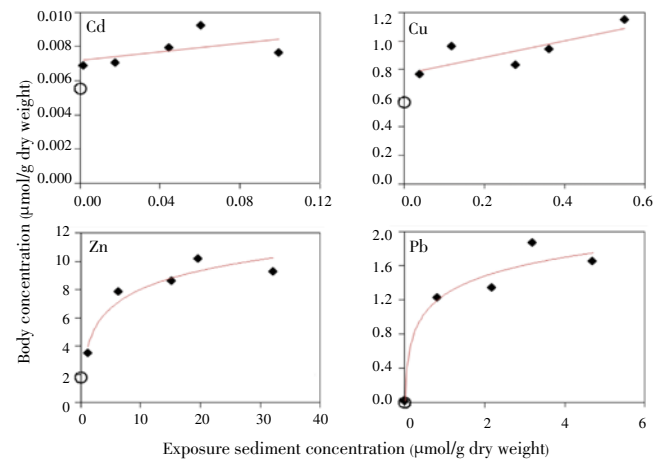 Cd
0.010
0.008
0.006
0.004
0.002
0.000
0.00 0.04 0.08 0.12
Cu
1.2
1.0
0.8
0.6
0.4
0.2
0.0
0.0 0.2 0.4 0.6
Zn
12
10
8
6
4
2
0
0 10 20 30 40
Pb
2.0
1.6
1.2
0.8
0.4
0.0
0 2 4 6
Body concentration (μmol/g dry weight)
Exposure sediment concentration (μmol/g dry weight)